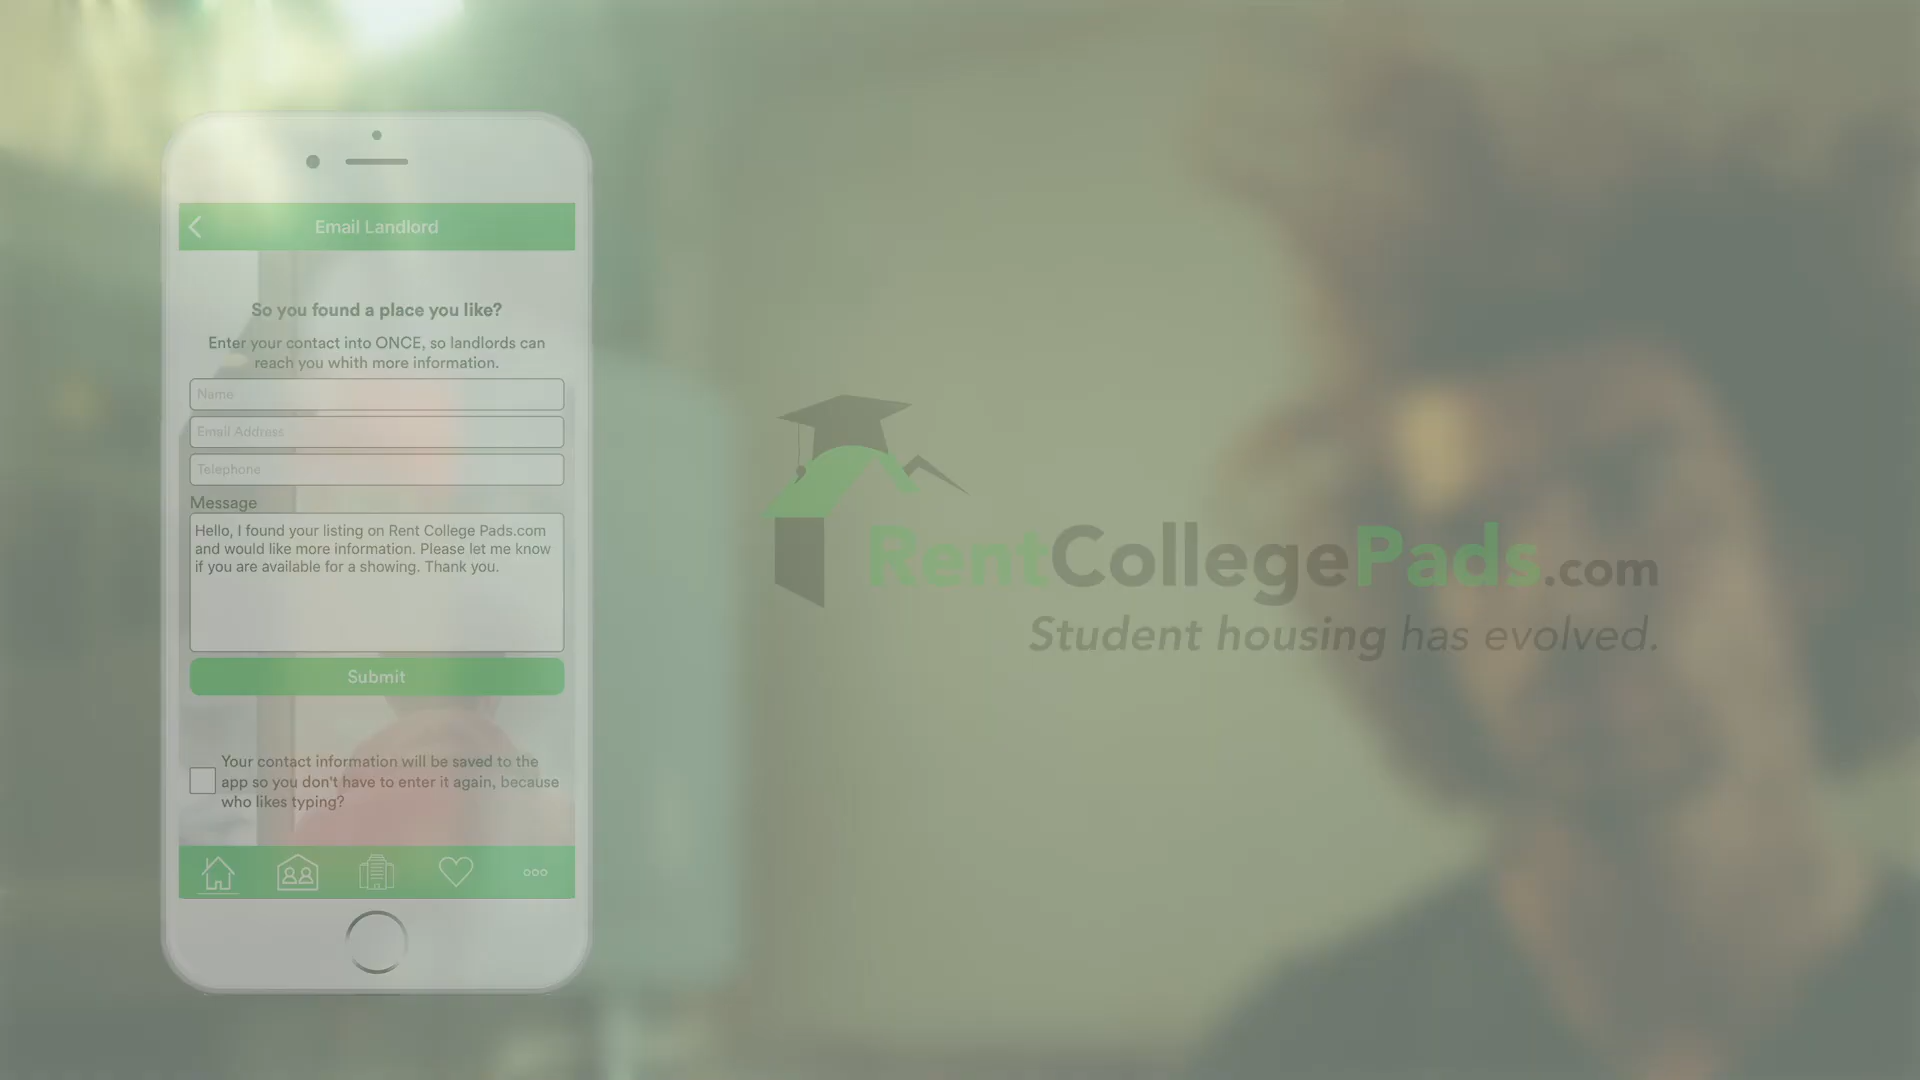 Email Landlord
So you found a place you like?
Enter your contact into ONCE, so landlords can
reach you whith more information.
Name
Email Address
Telephone
Message
Hello, I found your listing on Rent College Pads.com
and would like more information. Please let me know
if you are available for a showing. Thank you.
Submit
Your contact information will be saved to the
app so you don't have to enter it again, because
who likes typing?
RentCollegePads.com
Student housing has evolved.